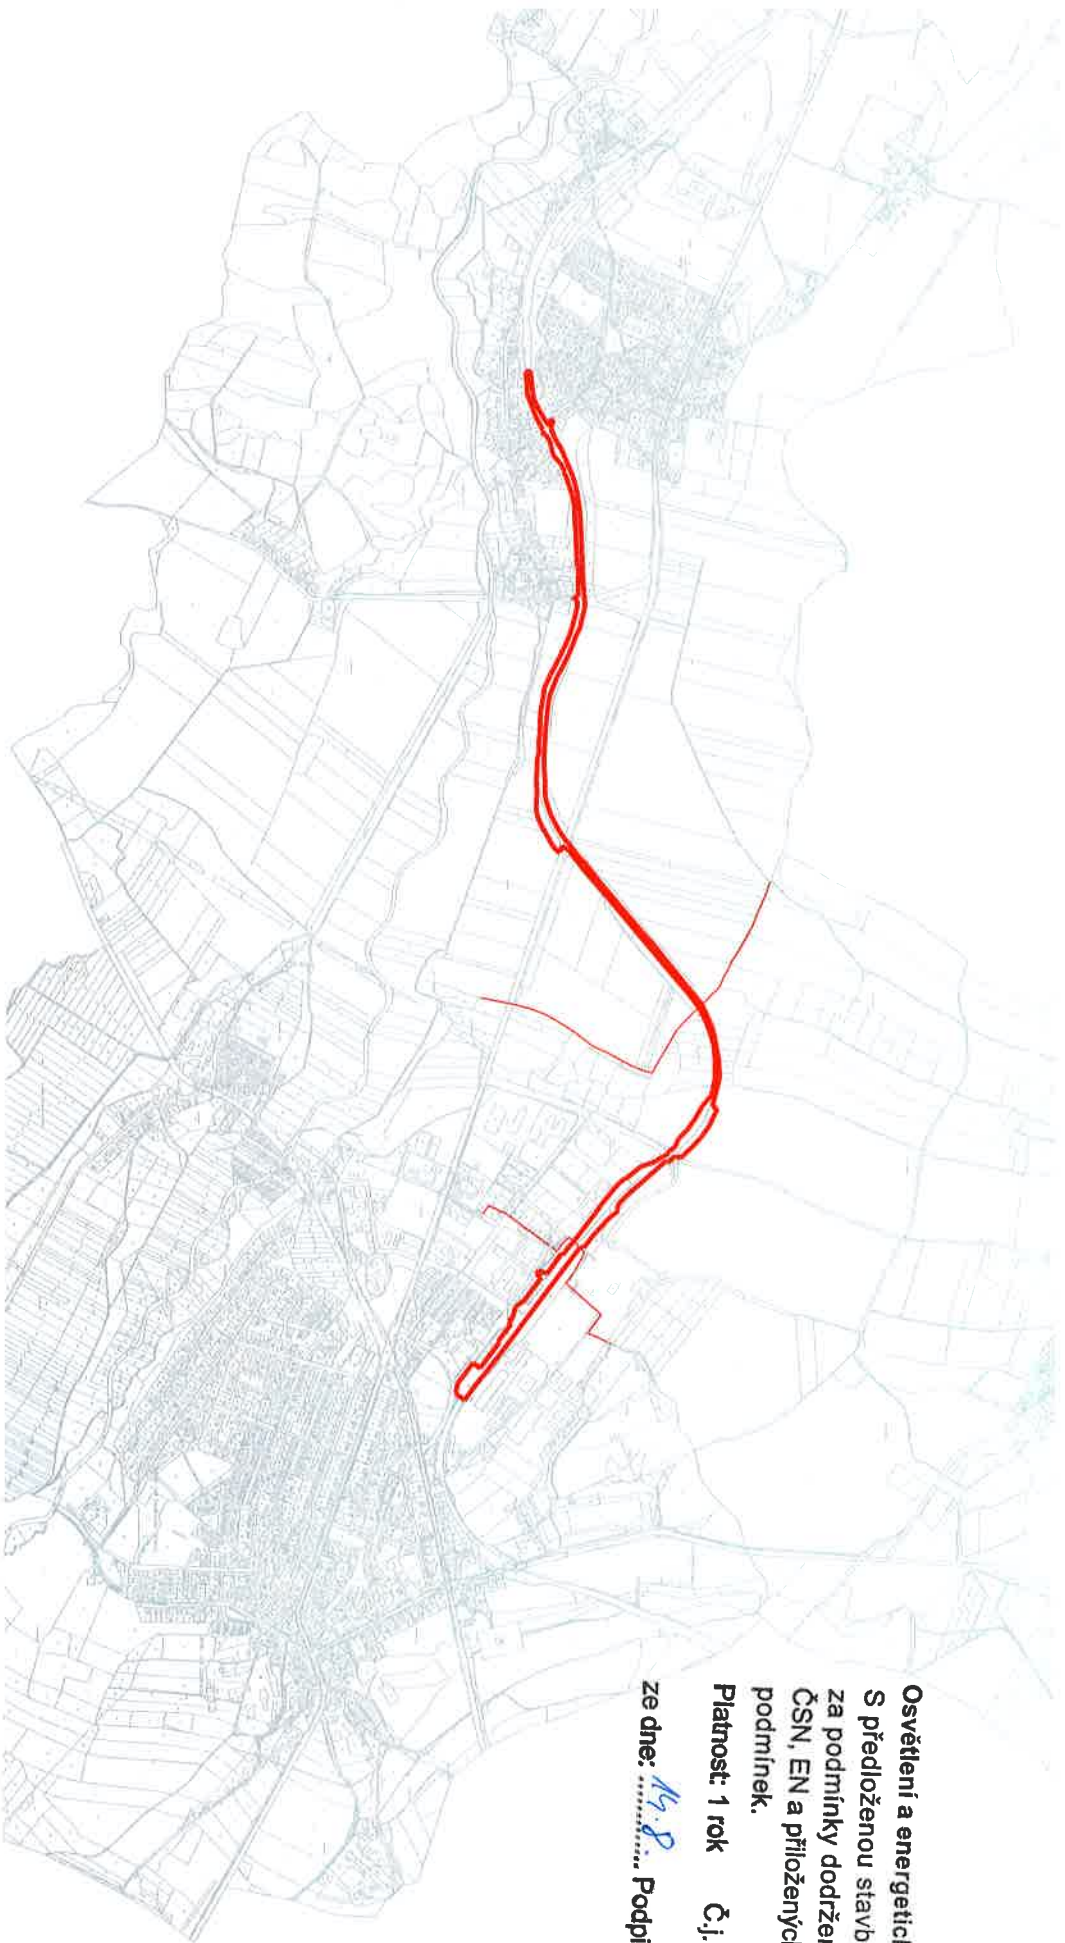 Osvětlení a energetick
S předloženou stavb
za podmínky dodržen
ČSN, EN a přiložených
podmínek.
Platnost: 1 rok Č.j.
ze dne: 14.8. Podpi